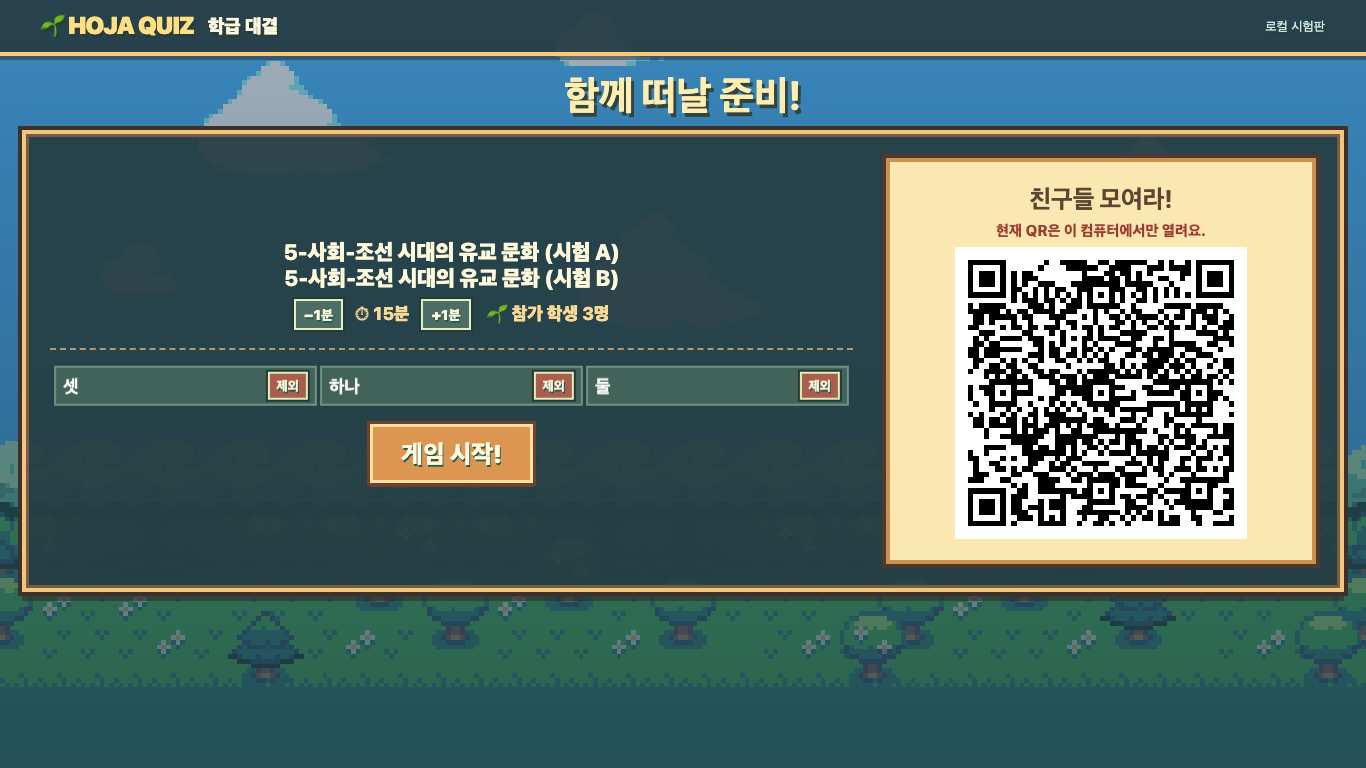 🌱 HOJA QUIZ 학급 대결
로컬 시험판
함께 떠날 준비!
5-사회-조선 시대의 유교 문화 (시험 A)
5-사회-조선 시대의 유교 문화 (시험 B)
−1분 ⏱ 15분 +1분 🌱 참가 학생 3명
셋 제외 하나 제외 둘 제외
게임 시작!
친구들 모여라!
현재 QR은 이 컴퓨터에서만 열려요.